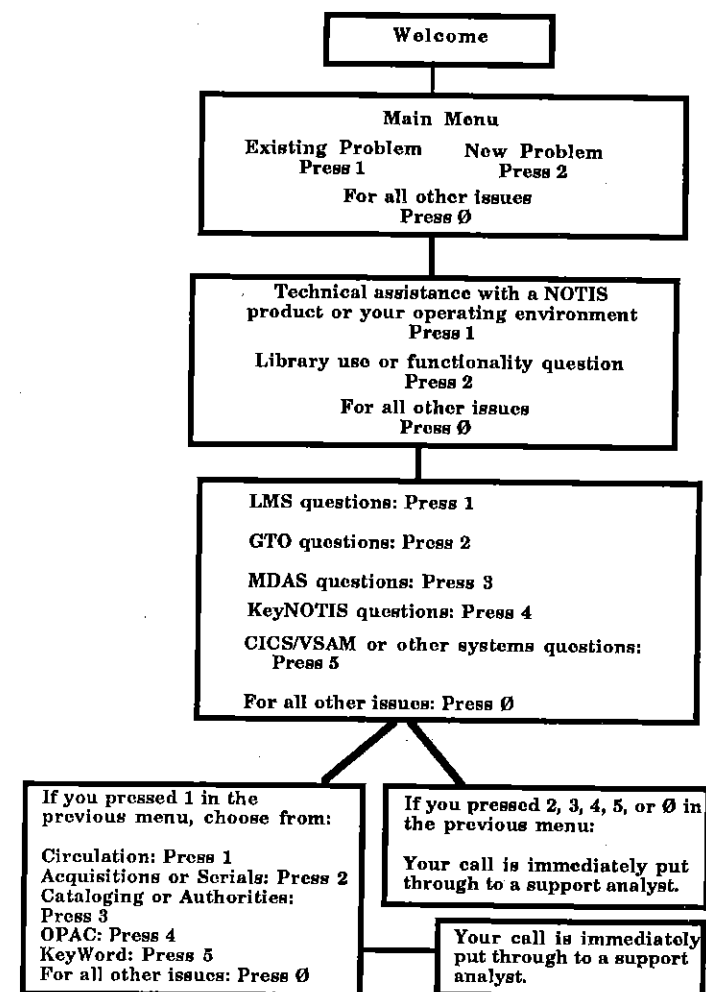 Welcome
Main Menu
Existing Problem New Problem
Press 1 Press 2
For all other issues
Press Ø
Technical assistance with a NOTIS
product or your operating environment
Press 1
Library use or functionality question
Press 2
For all other issues
Press Ø
LMS questions: Press 1
GTO questions: Press 2
MDAS questions: Press 3
KeyNOTIS questions: Press 4
CICS/VSAM or other systems questions:
Press 5
For all other issues: Press Ø
If you pressed 1 in the
previous menu, choose from:
Circulation: Press 1
Acquisitions or Serials: Press 2
Cataloging or Authorities:
Press 3
OPAC: Press 4
KeyWord: Press 5
For all other issues: Press Ø
If you pressed 2, 3, 4, 5, or Ø in
the previous menu:
Your call is immediately put
through to a support analyst.
Your call is immediately
put through to a support
analyst.